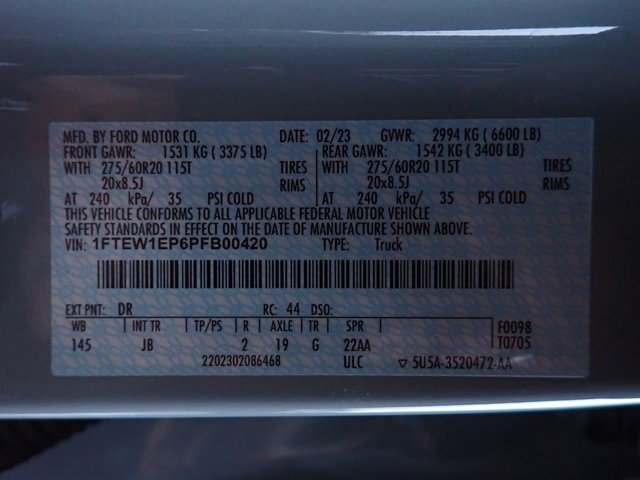 MFD. BY FORD MOTOR CO. DATE: 02/23 GVWR: 2994 KG ( 6600 LB)
FRONT GAWR: 1531 KG ( 3375 LB) REAR GAWR: 1542 KG ( 3400 LB)
WITH 275/60R20 115T TIRES WITH 275/60R20 115T TIRES
20x8.5J RIMS 20x8.5J RIMS
AT 240 kPa/ 35 PSI COLD AT 240 kPa/ 35 PSI COLD
THIS VEHICLE CONFORMS TO ALL APPLICABLE FEDERAL MOTOR VEHICLE
SAFETY STANDARDS IN EFFECT ON THE DATE OF MANUFACTURE SHOWN ABOVE.
VIN: 1FTEW1EP6PFB00420 TYPE: Truck
EXT PNT: DR RC: 44 DSO:
WB INT TR TP/PS R AXLE TR SPR F0098
145 JB 2 19 G 22AA T0705
2202302086468 ULC ▽ 5U5A-3520472-AA